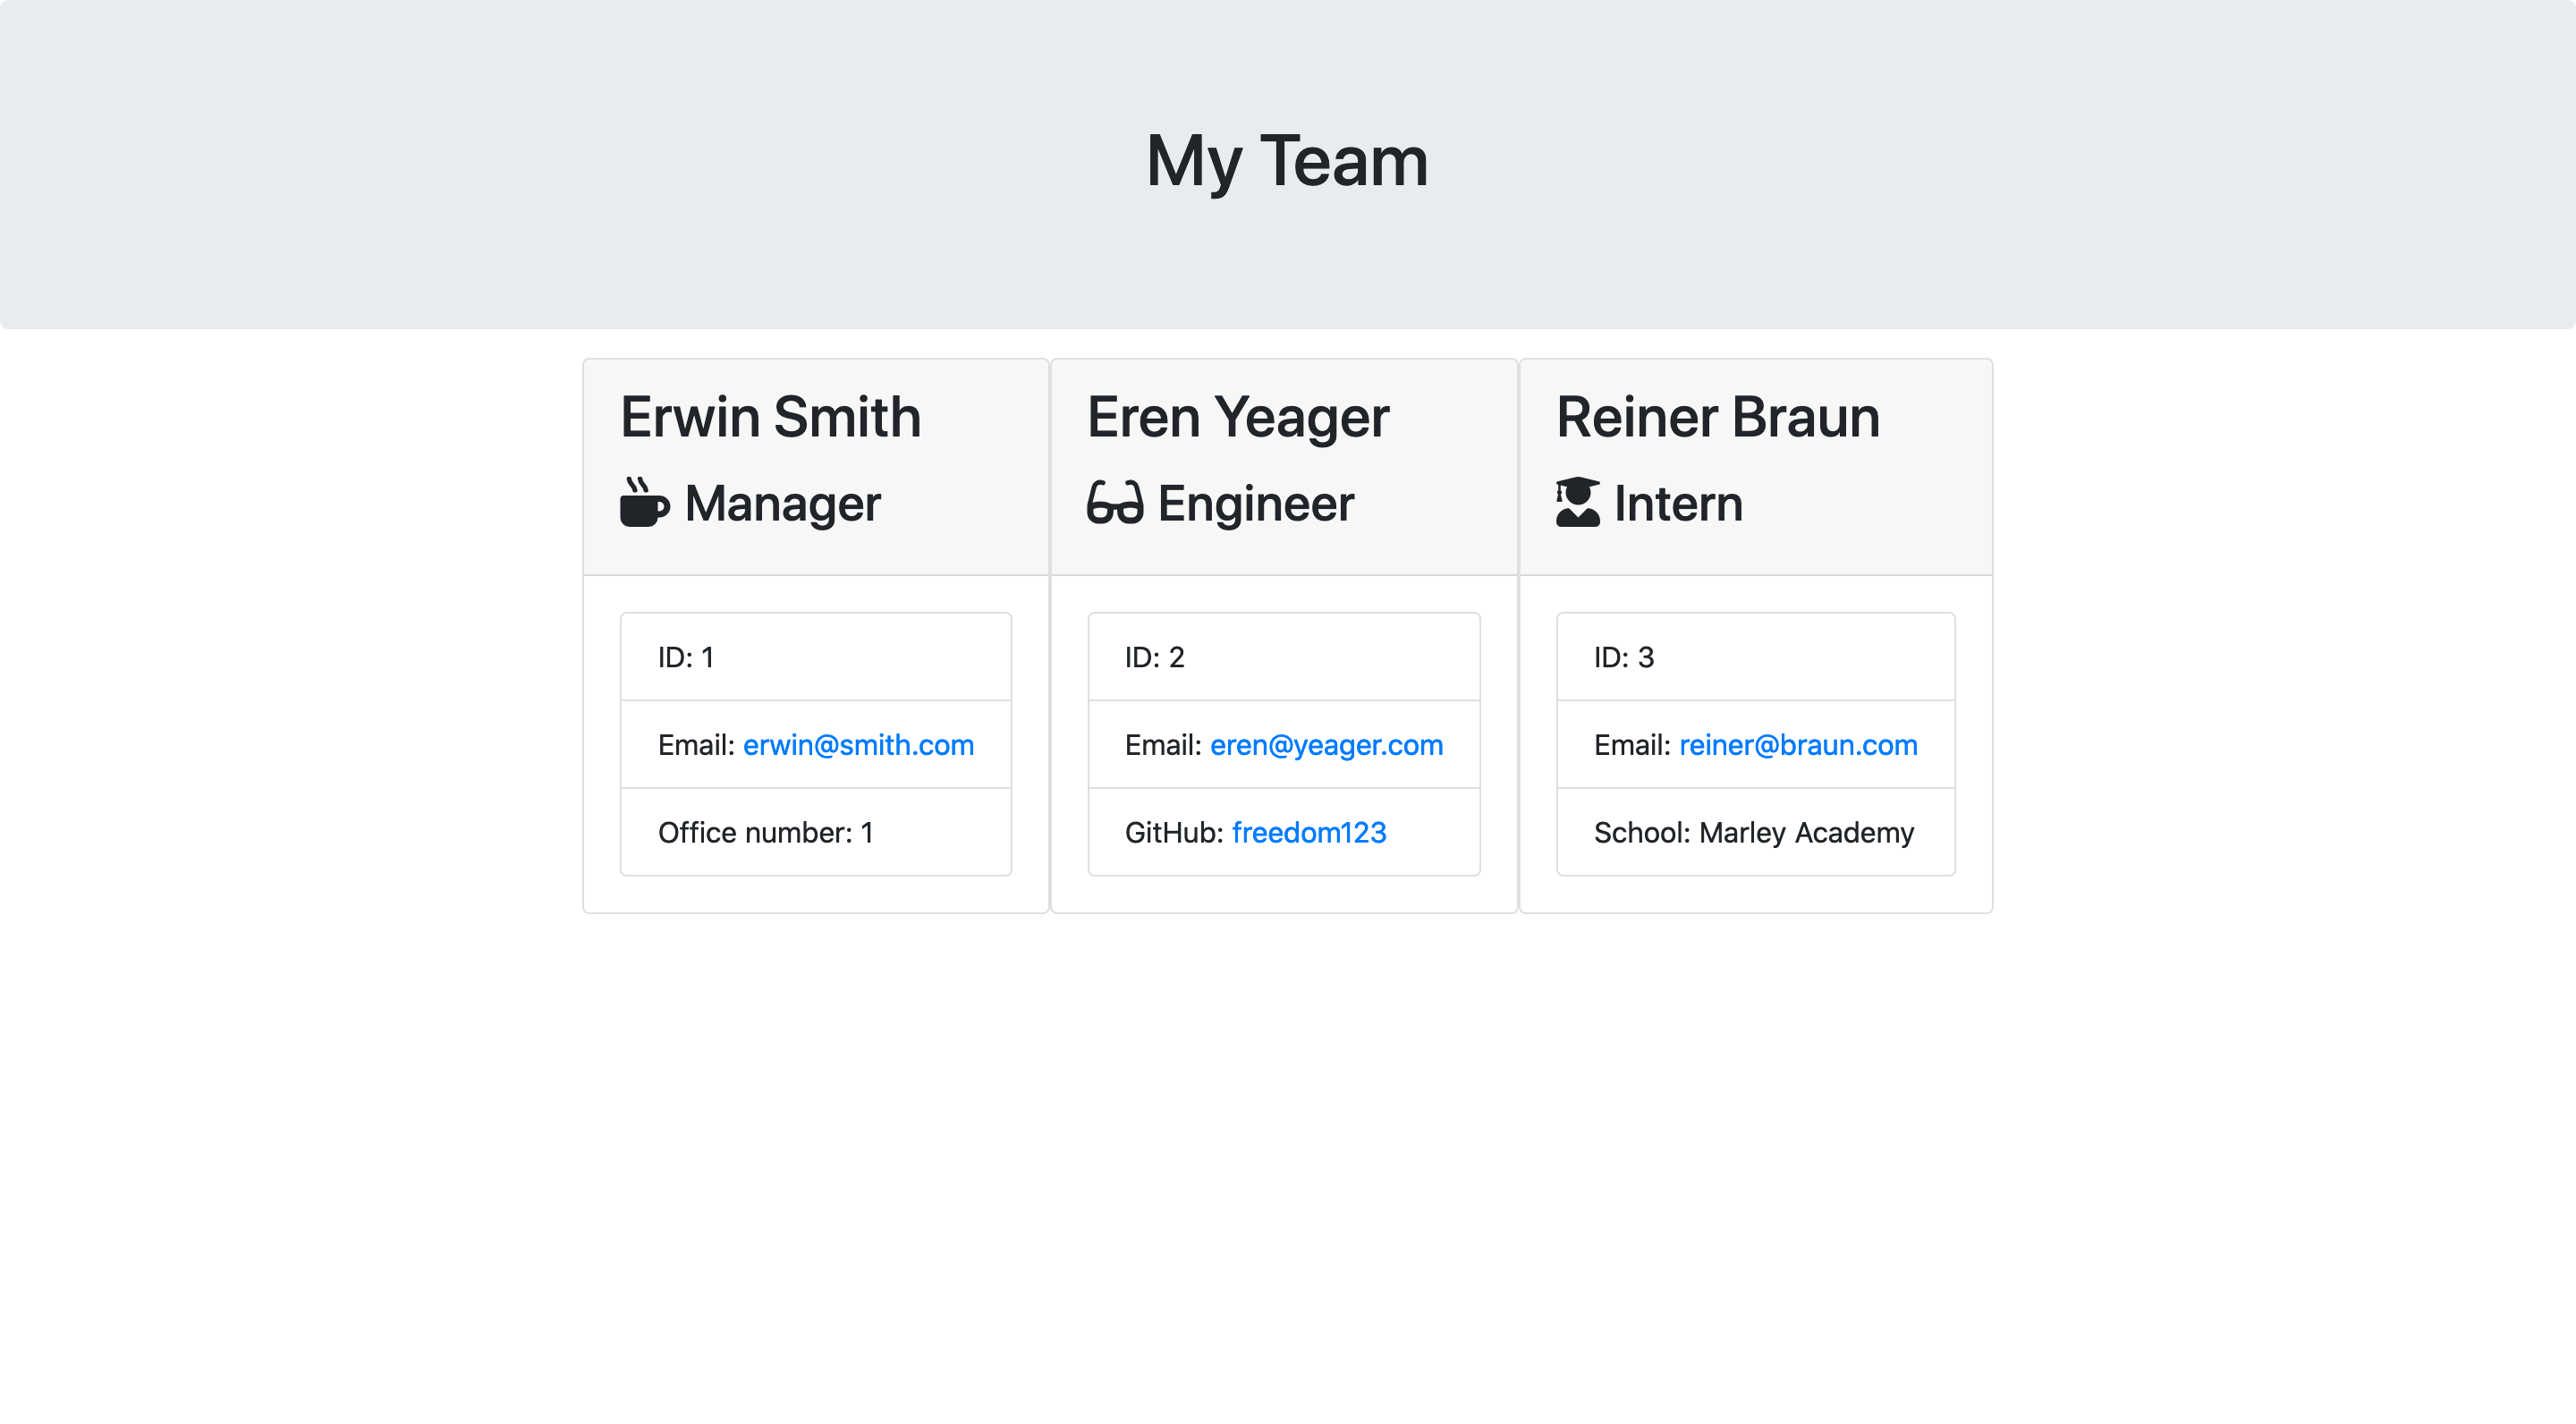 My Team
Erwin Smith
Manager
ID: 1
Email: erwin@smith.com
Office number: 1
Eren Yeager
Engineer
ID: 2
Email: eren@yeager.com
GitHub: freedom123
Reiner Braun
Intern
ID: 3
Email: reiner@braun.com
School: Marley Academy